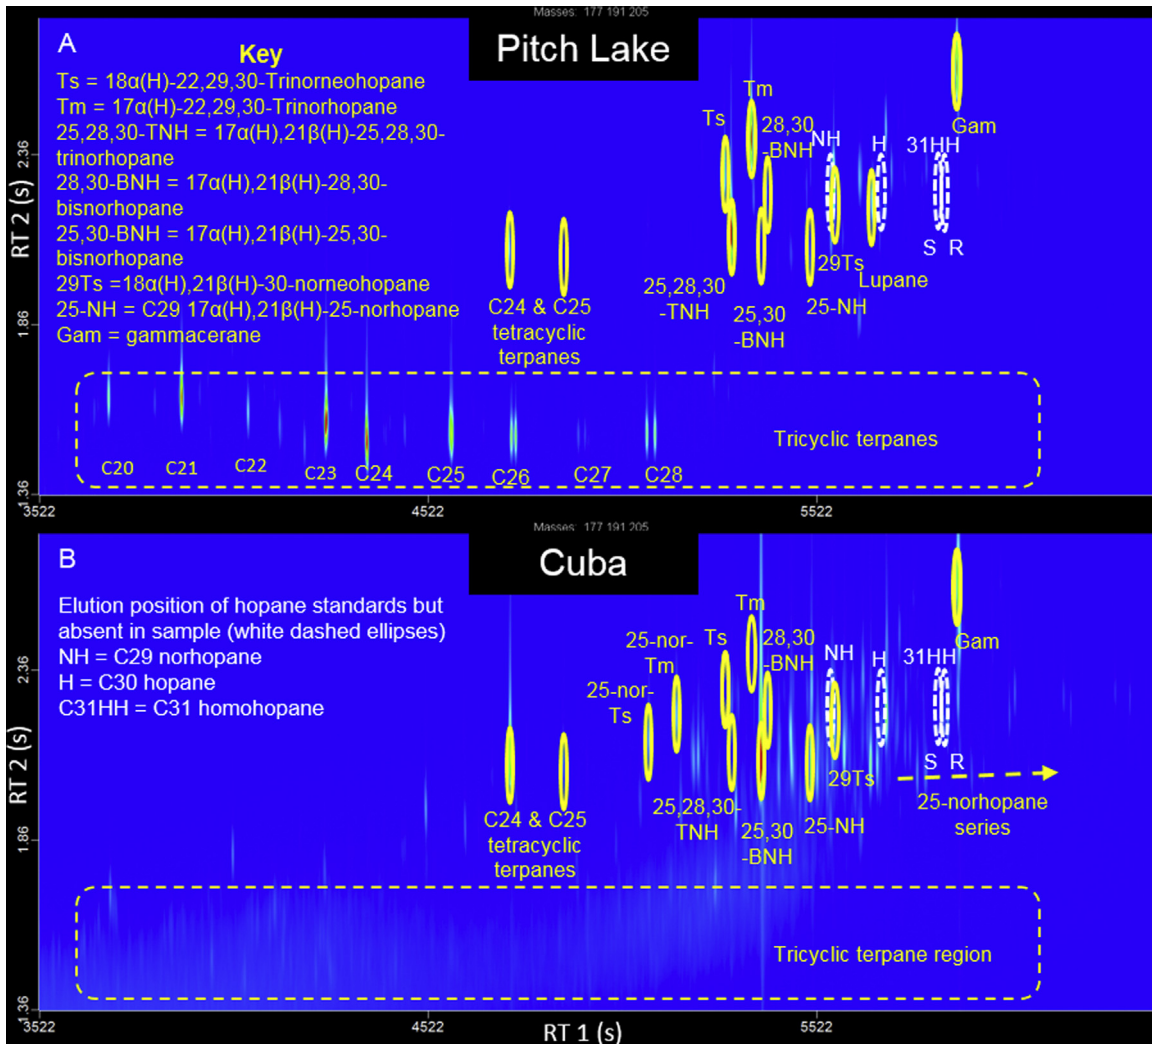 Masses: 177 191 205
A
Pitch Lake
Key
Ts = 18α(H)-22,29,30-Trinorneohopane
Tm = 17α(H)-22,29,30-Trinorhopane
25,28,30-TNH = 17α(H),21β(H)-25,28,30-
trinorhopane
28,30-BNH = 17α(H),21β(H)-28,30-
bisnorhopane
25,30-BNH = 17α(H),21β(H)-25,30-
bisnorhopane
29Ts =18α(H),21β(H)-30-norneohopane
25-NH = C29 17α(H),21β(H)-25-norhopane
Gam = gammacerane
Tm
Ts
28,30
-BNH
NH
H
31HH
Gam
S R
29Ts
Lupane
25-NH
25,28,30
-TNH
25,30
-BNH
C24 & C25
tetracyclic
terpanes
Tricyclic terpanes
C20
C21
C22
C23
C24
C25
C26
C27
C28
RT 2 (s)
2.36
1.86
1.36
3522
4522
5522
Masses: 177 191 205
B
Cuba
Elution position of hopane standards but
absent in sample (white dashed ellipses)
NH = C29 norhopane
H = C30 hopane
C31HH = C31 homohopane
Tm
Ts
25-nor-
Tm
25-nor-
Ts
28,30
-BNH
NH
H
31HH
Gam
S R
29Ts
25-norhopane
series
25-NH
25,28,30-
TNH
25,30
-BNH
C24 & C25
tetracyclic
terpanes
Tricyclic terpane region
RT 2 (s)
2.36
1.86
1.36
3522
4522
5522
RT 1 (s)